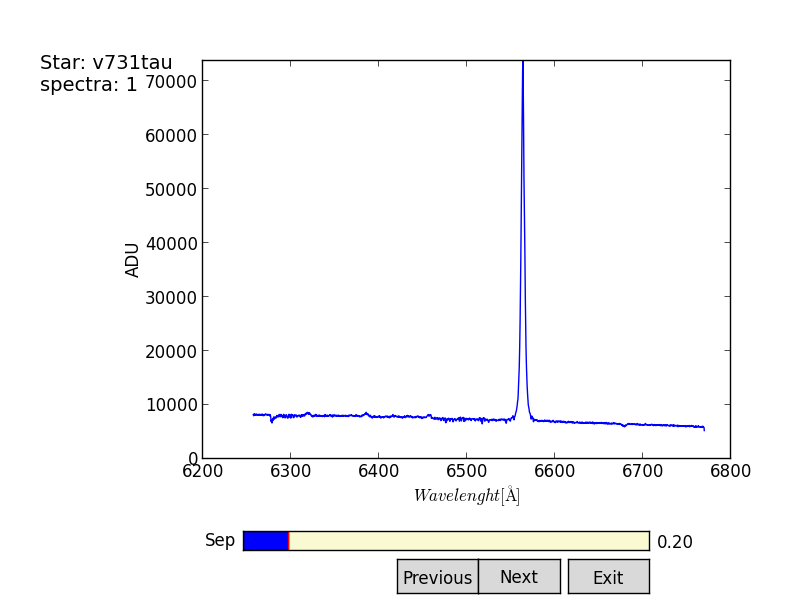 Star: v731tau
spectra: 1
70000
60000
50000
40000
30000
20000
10000
0
ADU
6200 6300 6400 6500 6600 6700 6800
Wavelenght[Å]
Sep 0.20
Previous Next Exit